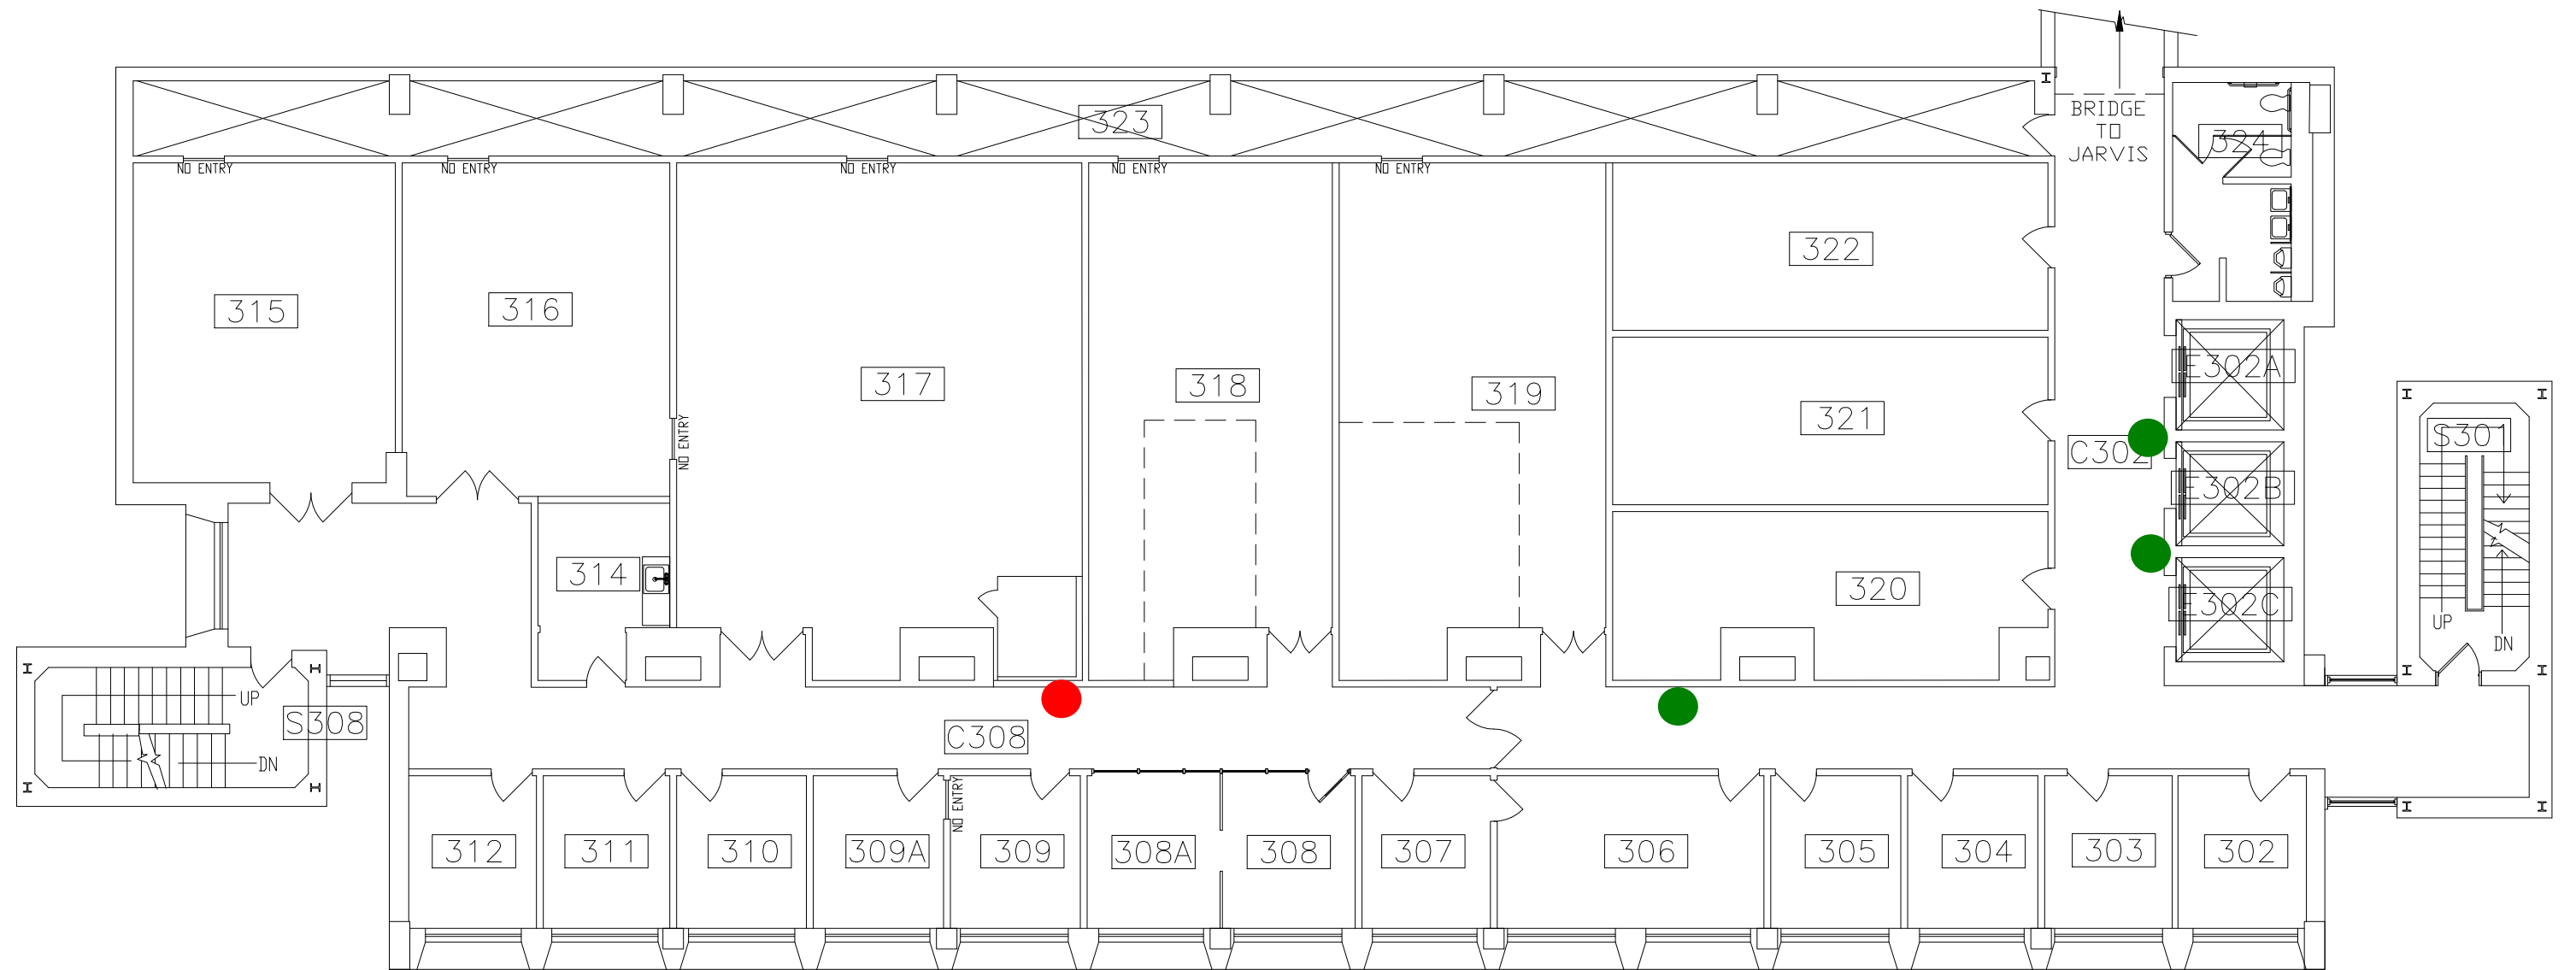 BRIDGE
TO
JARVIS
323
324
NO ENTRY
NO ENTRY
NO ENTRY
NO ENTRY
NO ENTRY
315
316
317
318
319
322
321
320
NO ENTRY
E302A
C302
E302B
E302C
S301
UP
DN
314
UP
S308
DN
C308
NO ENTRY
312
311
310
309A
309
308A
308
307
306
305
304
303
302